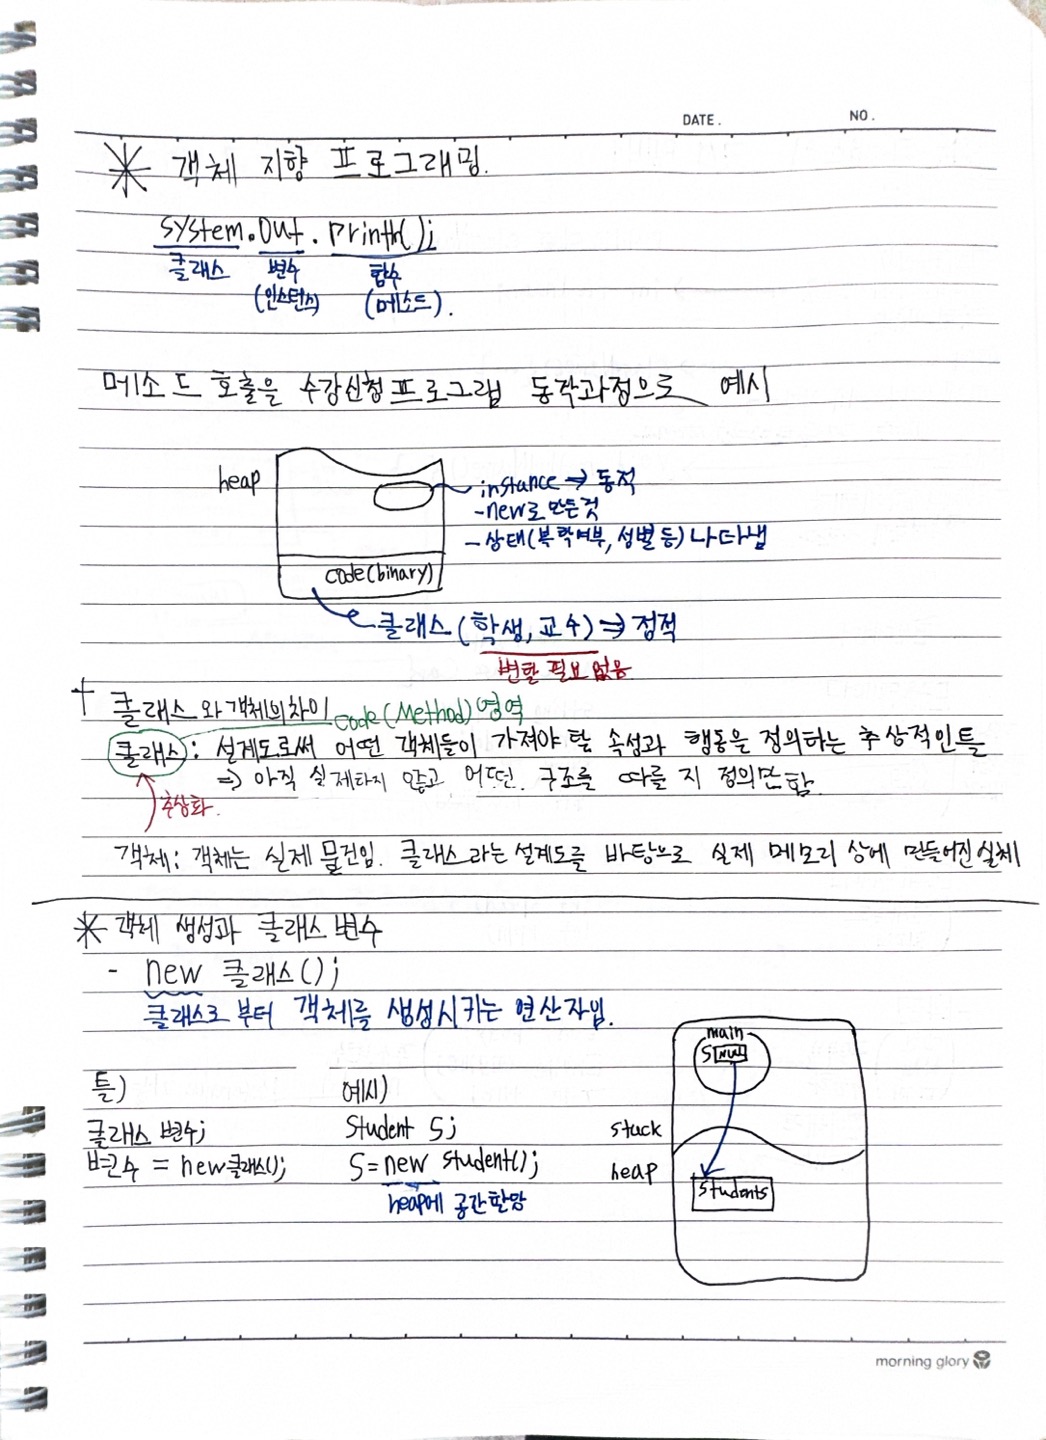 DATE. NO.
* 객체 지향 프로그래밍.
System.Out.println();
클래스 변수 함수
(인스턴스) (메소드).
메소드 호출을 수강신청프로그램 동작과정으로 예시
heap
instance → 동적
-new로 만든것
-상태(복학여부, 성별 등) 나타냄
code(binary)
클래스 (학생, 교수) ⇒ 정적
변할 필요없음
클래스와 객체의 차이
code(Method)영역
클래스: 설계도로써 어떤 객체들이 가져야 할 속성과 행동을 정의하는 추상적인틀
⇒ 아직 실제하지 않고 어떤. 구조를 따를 지 정의만 함.
추상화.
객체: 객체는 실제 물건임. 클래스라는 설계도를 바탕으로 실제 메모리 상에 만들어진 실체
* 객체 생성과 클래스 변수
- new 클래스();
클래스로 부터 객체를 생성시키는 연산자임.
main
S NULL
틀) 예시)
클래스 변수; Student S;
stack
변수 = new클래스(); S=new Student();
heap
Students
heap에 공간할당
morning glory